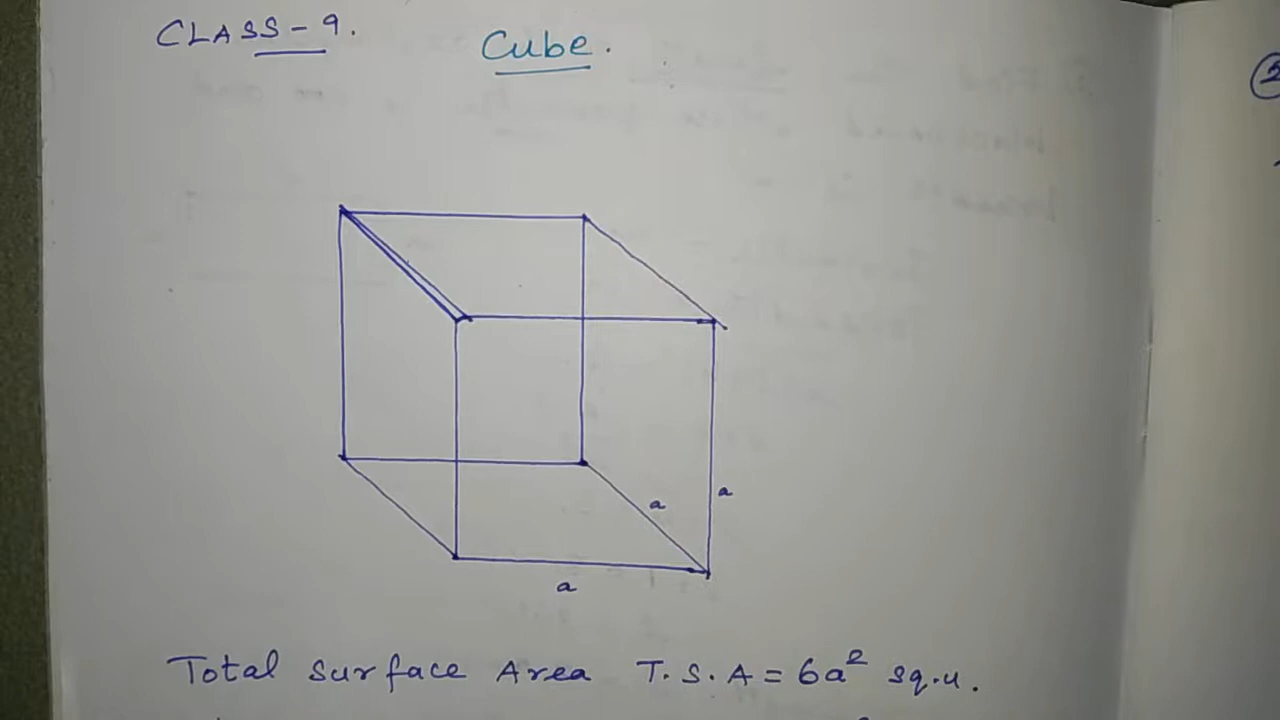 CLASS - 9.
Cube.
a
a
a
Total Surface Area T.S.A = 6a² sq.u.